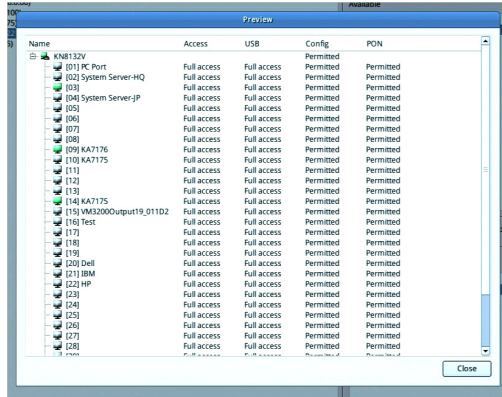 0.0.00)
Available
100"
Preview
Name Access USB Config PON
KN8132V Permitted
[01] PC Port Full access Full access Permitted Permitted
[02] System Server-HQ Full access Full access Permitted Permitted
[03] Full access Full access Permitted Permitted
[04] System Server-JP Full access Full access Permitted Permitted
[05] Full access Full access Permitted Permitted
[06] Full access Full access Permitted Permitted
[07] Full access Full access Permitted Permitted
[08] Full access Full access Permitted Permitted
[09] KA7176 Full access Full access Permitted Permitted
[10] KA7175 Full access Full access Permitted Permitted
[11] Full access Full access Permitted Permitted
[12] Full access Full access Permitted Permitted
[13] Full access Full access Permitted Permitted
[14] KA7175 Full access Full access Permitted Permitted
[15] VM3200Output19_011D2 Full access Full access Permitted Permitted
[16] Test Full access Full access Permitted Permitted
[17] Full access Full access Permitted Permitted
[18] Full access Full access Permitted Permitted
[19] Full access Full access Permitted Permitted
[20] Dell Full access Full access Permitted Permitted
[21] IBM Full access Full access Permitted Permitted
[22] HP Full access Full access Permitted Permitted
[23] Full access Full access Permitted Permitted
[24] Full access Full access Permitted Permitted
[25] Full access Full access Permitted Permitted
[26] Full access Full access Permitted Permitted
[27] Full access Full access Permitted Permitted
[28] Full access Full access Permitted Permitted
Close